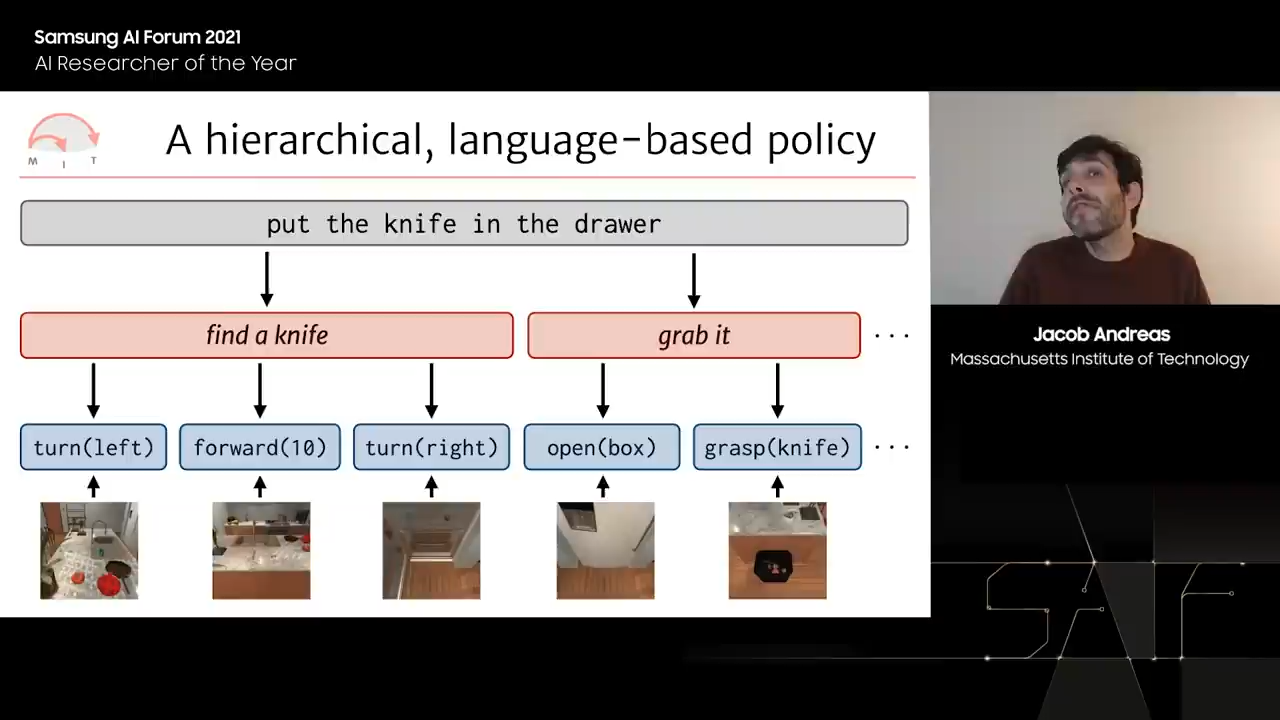 Samsung AI Forum 2021
AI Researcher of the Year
M I T
A hierarchical, language-based policy
put the knife in the drawer
find a knife
grab it
...
turn(left)
forward(10)
turn(right)
open(box)
grasp(knife)
...
Jacob Andreas
Massachusetts Institute of Technology
SAIF